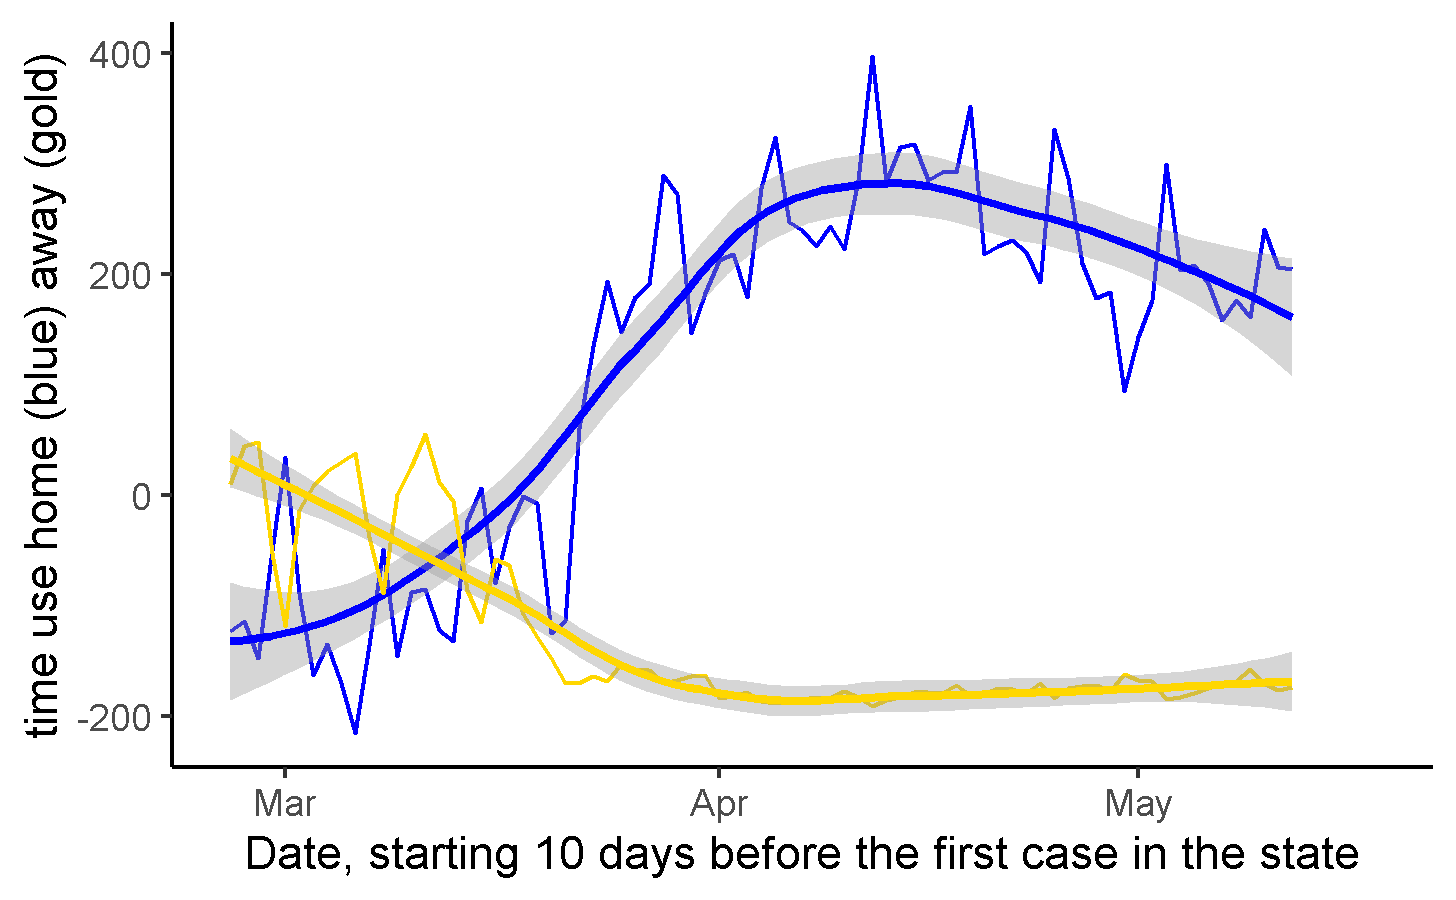 time use home (blue) away (gold)
400
200
0
-200
Mar
Apr
May
Date, starting 10 days before the first case in the state